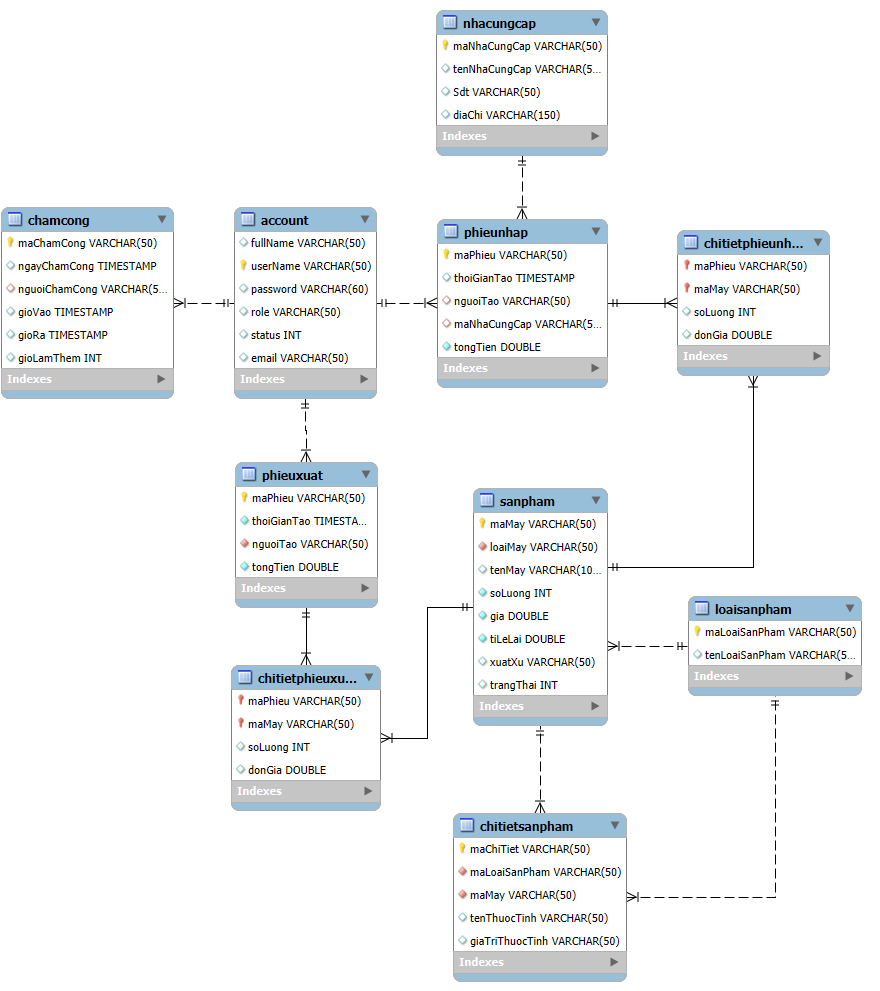 nhacungcap
maNhaCungCap VARCHAR(50)
tenNhaCungCap VARCHAR(5...
Sdt VARCHAR(50)
diaChi VARCHAR(150)
Indexes
chamcong
maChamCong VARCHAR(50)
ngayChamCong TIMESTAMP
nguoiChamCong VARCHAR(5...
gioVao TIMESTAMP
gioRa TIMESTAMP
gioLamThem INT
Indexes
account
fullName VARCHAR(50)
userName VARCHAR(50)
password VARCHAR(60)
role VARCHAR(50)
status INT
email VARCHAR(50)
Indexes
phieunhap
maPhieu VARCHAR(50)
thoiGianTao TIMESTAMP
nguoiTao VARCHAR(50)
maNhaCungCap VARCHAR(5...
tongTien DOUBLE
Indexes
chitietphieunh...
maPhieu VARCHAR(50)
maMay VARCHAR(50)
soLuong INT
donGia DOUBLE
Indexes
phieuxuat
maPhieu VARCHAR(50)
thoiGianTao TIMESTA...
nguoiTao VARCHAR(50)
tongTien DOUBLE
Indexes
sanpham
maMay VARCHAR(50)
loaiMay VARCHAR(50)
tenMay VARCHAR(10...
soLuong INT
gia DOUBLE
tiLeLai DOUBLE
xuatXu VARCHAR(50)
trangThai INT
Indexes
loaisanpham
maLoaiSanPham VARCHAR(50)
tenLoaiSanPham VARCHAR(5...
Indexes
chitietphieuxu...
maPhieu VARCHAR(50)
maMay VARCHAR(50)
soLuong INT
donGia DOUBLE
Indexes
chitietsanpham
maChiTiet VARCHAR(50)
maLoaiSanPham VARCHAR(50)
maMay VARCHAR(50)
tenThuocTinh VARCHAR(50)
giaTriThuocTinh VARCHAR(50)
Indexes